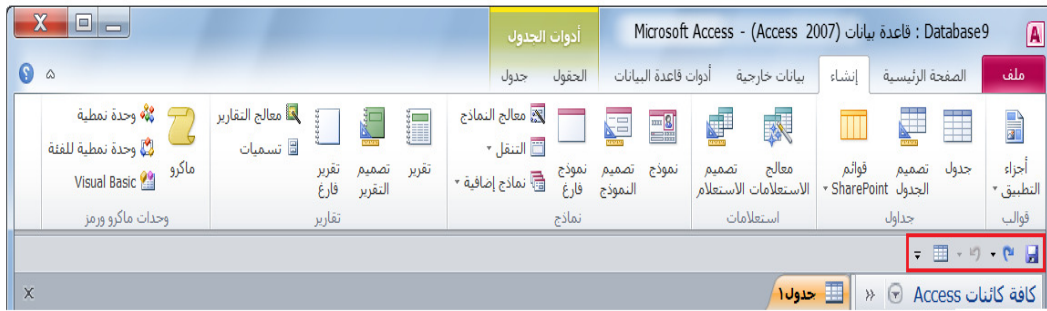 Database9 : قاعدة بيانات (Access 2007) - Microsoft Access
أدوات الجدول
ملف
الصفحة الرئيسية
إنشاء
بيانات خارجية
أدوات قاعدة البيانات
الحقول
جدول
أجزاء التطبيق
قوالب
جدول
تصميم الجدول
قوائم SharePoint
جداول
معالج الاستعلامات
تصميم الاستعلام
استعلامات
نموذج
تصميم النموذج
نموذج فارغ
معالج النماذج
التنقل
نماذج إضافية
نماذج
تقرير
تصميم التقرير
تقرير فارغ
معالج التقارير
تسميات
تقارير
ماكرو
وحدة نمطية
وحدة نمطية للفئة
Visual Basic
وحدات ماكرو ورمز
كافة كائنات Access
جدول١